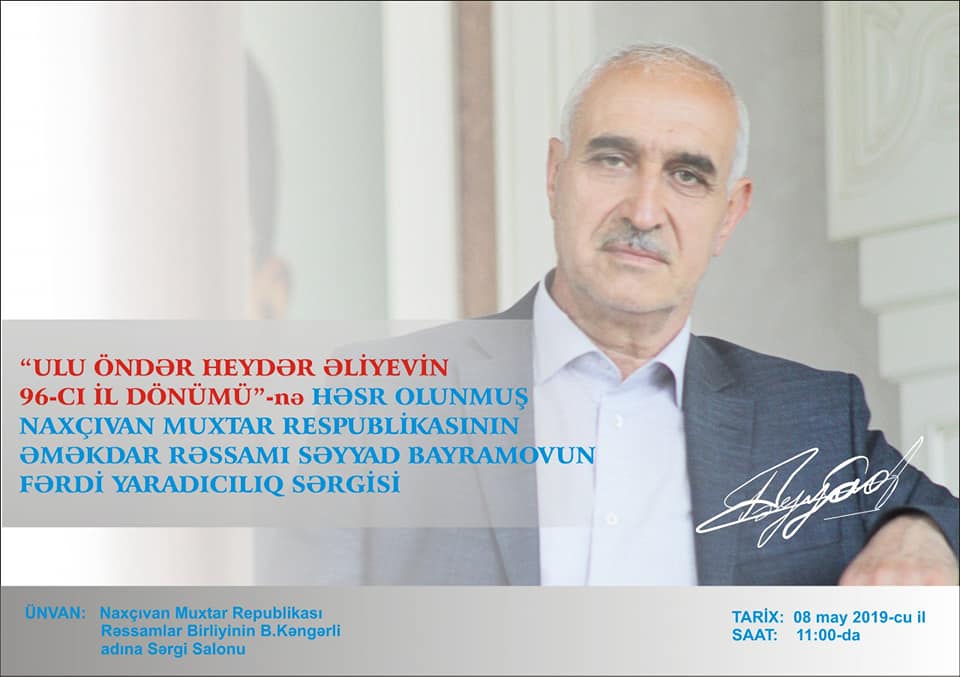 “ULU ÖNDƏR HEYDƏR ƏLİYEVİN
96-CI İL DÖNÜMÜ”-nə HƏSR OLUNMUŞ
NAXÇIVAN MUXTAR RESPUBLİKASININ
ƏMƏKDAR RƏSSAMI SƏYYAD BAYRAMOVUN
FƏRDİ YARADICILIQ SƏRGİSİ
ÜNVAN: Naxçıvan Muxtar Republikası
Rəssamlar Birliyinin B.Kəngərli
adına Sərgi Salonu
TARİX: 08 may 2019-cu il
SAAT: 11:00-da